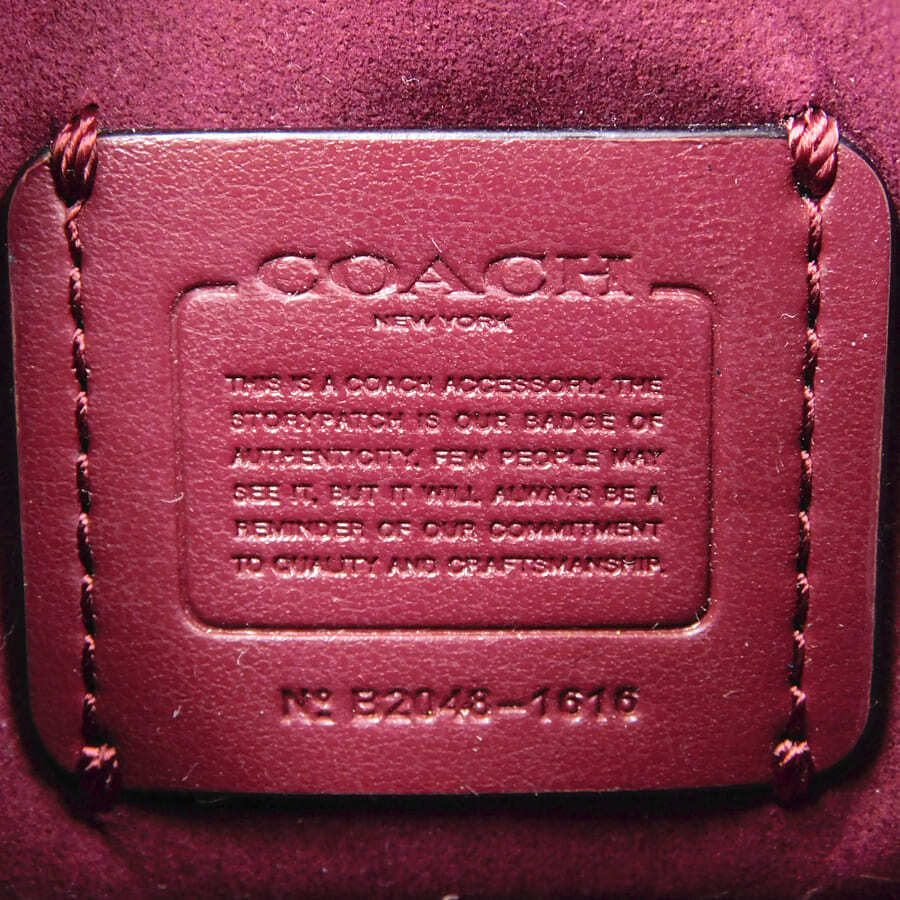 COACH
NEW YORK
THIS IS A COACH ACCESSORY. THE
STORYPATCH IS OUR BADGE OF
AUTHENTICITY. FEW PEOPLE MAY
SEE IT, BUT IT WILL ALWAYS BE A
REMINDER OF OUR COMMITMENT
TO QUALITY AND CRAFTSMANSHIP.
Nº B2048-1616